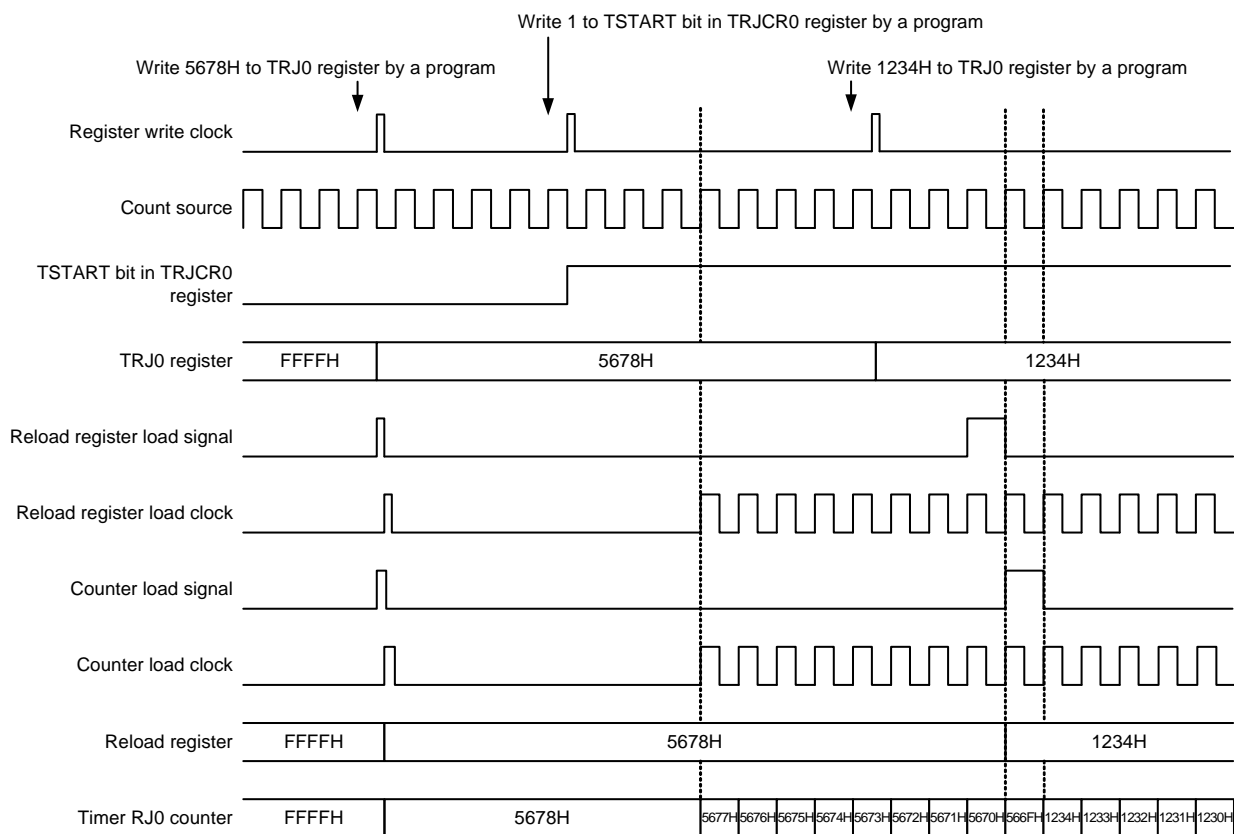 Write 1 to TSTART bit in TRJCR0 register by a program
Write 5678H to TRJ0 register by a program
Write 1234H to TRJ0 register by a program
Register write clock
Count source
TSTART bit in TRJCR0
register
TRJ0 register
FFFFH
5678H
1234H
Reload register load signal
Reload register load clock
Counter load signal
Counter load clock
Reload register
FFFFH
5678H
1234H
Timer RJ0 counter
FFFFH
5678H
5677H
5676H
5675H
5674H
5673H
5672H
5671H
5670H
566FH
1234H
1233H
1232H
1231H
1230H